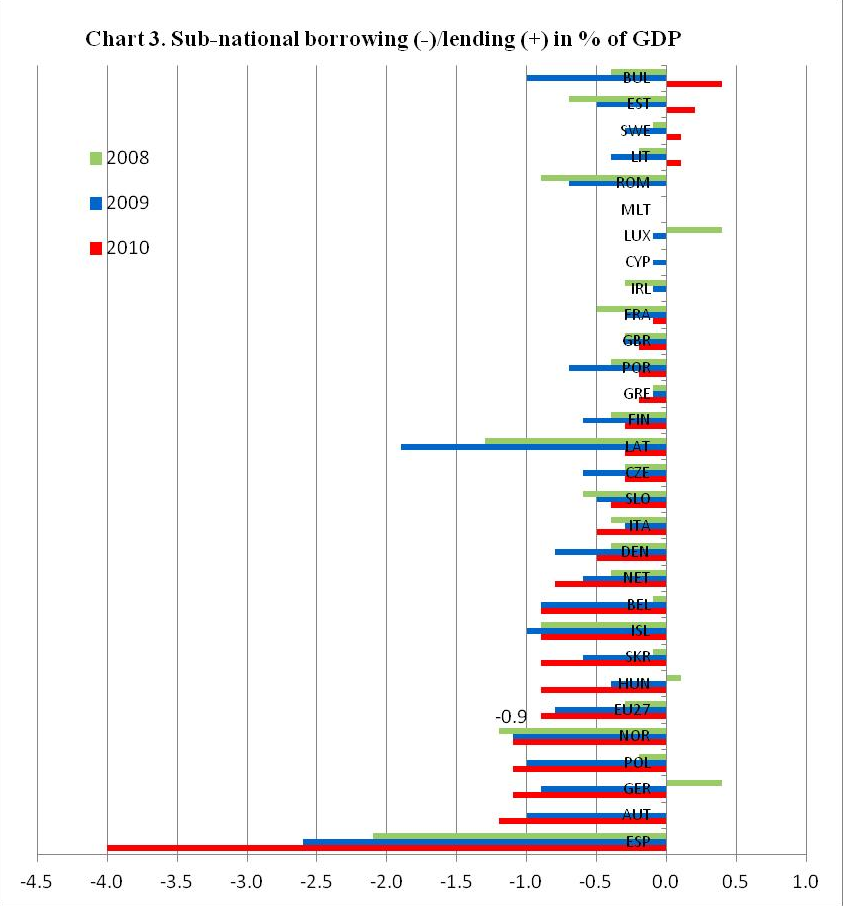 Chart 3. Sub-national borrowing (-)/lending (+) in % of GDP
BUL
EST
SWE
2008
LIT
ROM
2009
MLT
LUX
2010
CYP
IRL
FRA
GBR
POR
GRE
FIN
LAT
CZE
SLO
ITA
DEN
NET
BEL
ISL
SKR
HUN
EU27
-0.9
NOR
POL
GER
AUT
ESP
-4.5 -4.0 -3.5 -3.0 -2.5 -2.0 -1.5 -1.0 -0.5 0.0 0.5 1.0